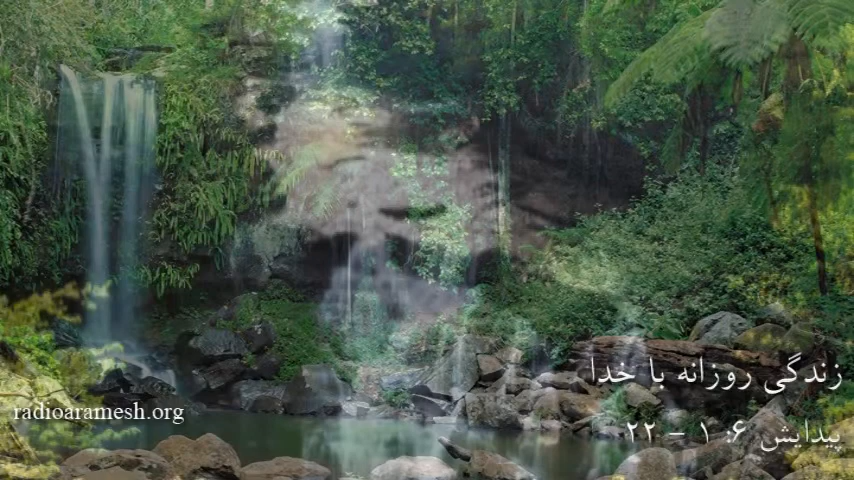 زندگی روزانه با خدا
radioaramesh.org
پیدایش ۶: ۱ – ۲۲